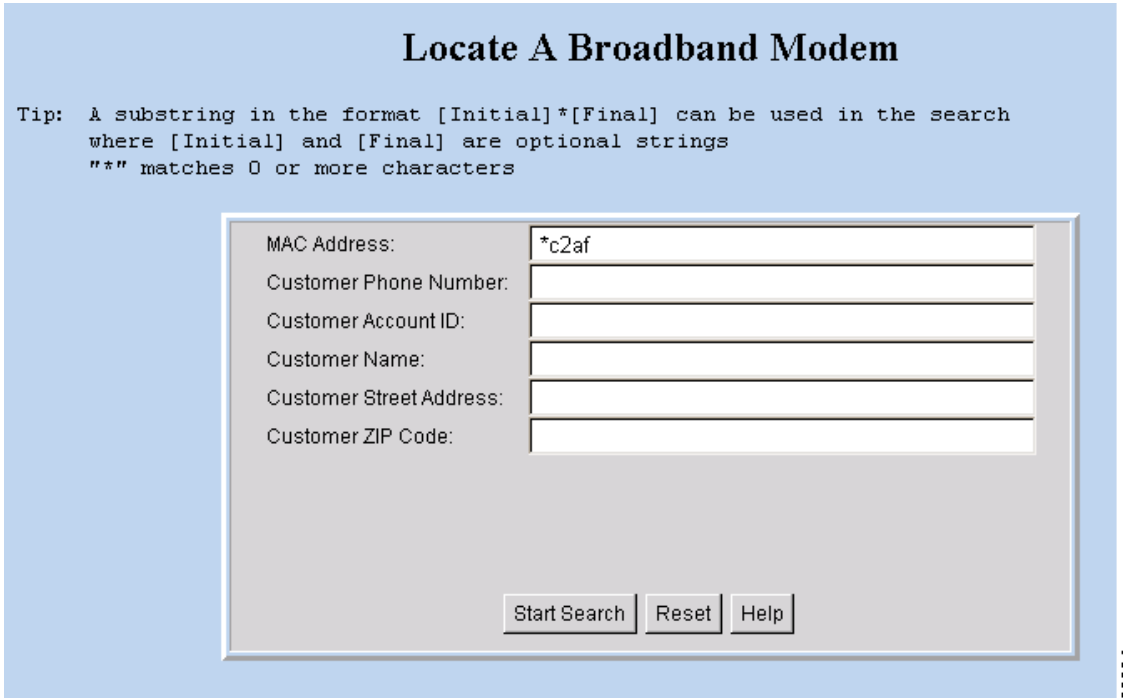 Locate A Broadband Modem
Tip: A substring in the format [Initial]*[Final] can be used in the search
where [Initial] and [Final] are optional strings
"*" matches 0 or more characters
MAC Address: *c2af
Customer Phone Number:
Customer Account ID:
Customer Name:
Customer Street Address:
Customer ZIP Code:
Start Search Reset Help